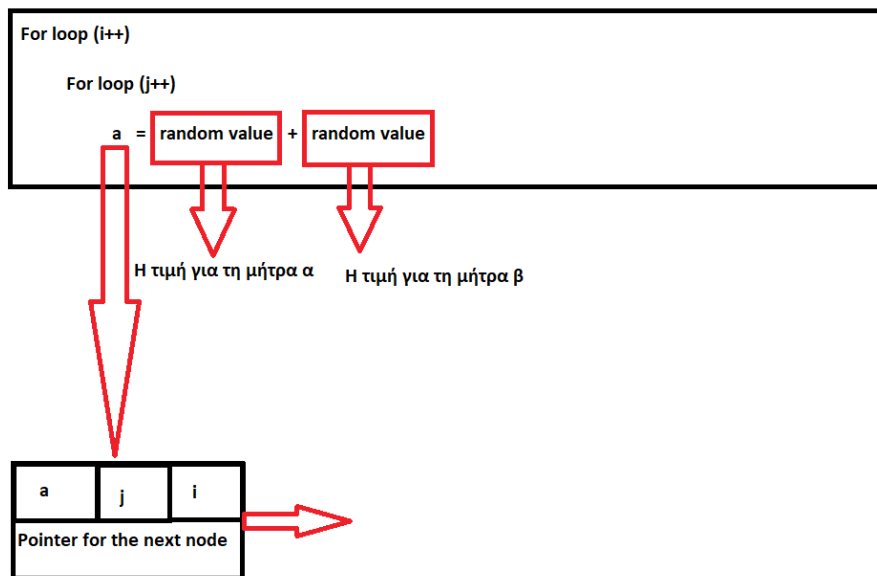 For loop (i++)
For loop (j++)
a = random value + random value
Η τιμή για τη μήτρα α
Η τιμή για τη μήτρα β
a j i
Pointer for the next node